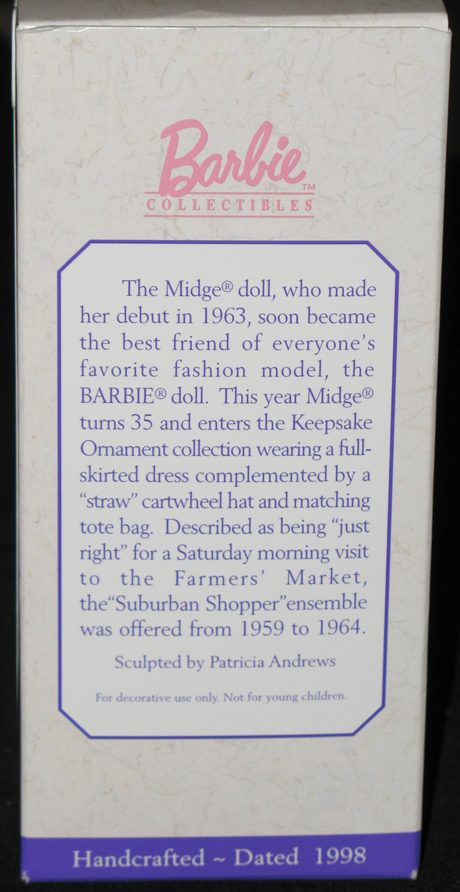 Barbie™
COLLECTIBLES
The Midge® doll, who made
her debut in 1963, soon became
the best friend of everyone's
favorite fashion model, the
BARBIE® doll. This year Midge®
turns 35 and enters the Keepsake
Ornament collection wearing a full-
skirted dress complemented by a
“straw” cartwheel hat and matching
tote bag. Described as being “just
right” for a Saturday morning visit
to the Farmers’ Market,
the“Suburban Shopper”ensemble
was offered from 1959 to 1964.
Sculpted by Patricia Andrews
For decorative use only. Not for young children.
Handcrafted ~ Dated 1998